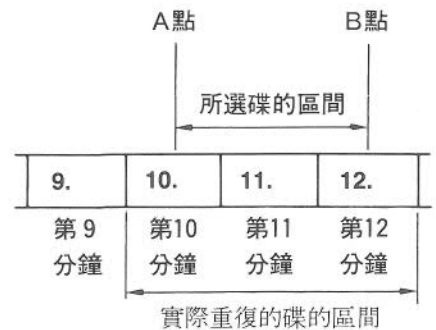 A點 B點
所選碟的區間
9. 10. 11. 12.
第9 第10 第11 第12
分鐘 分鐘 分鐘 分鐘
實際重復的碟的區間